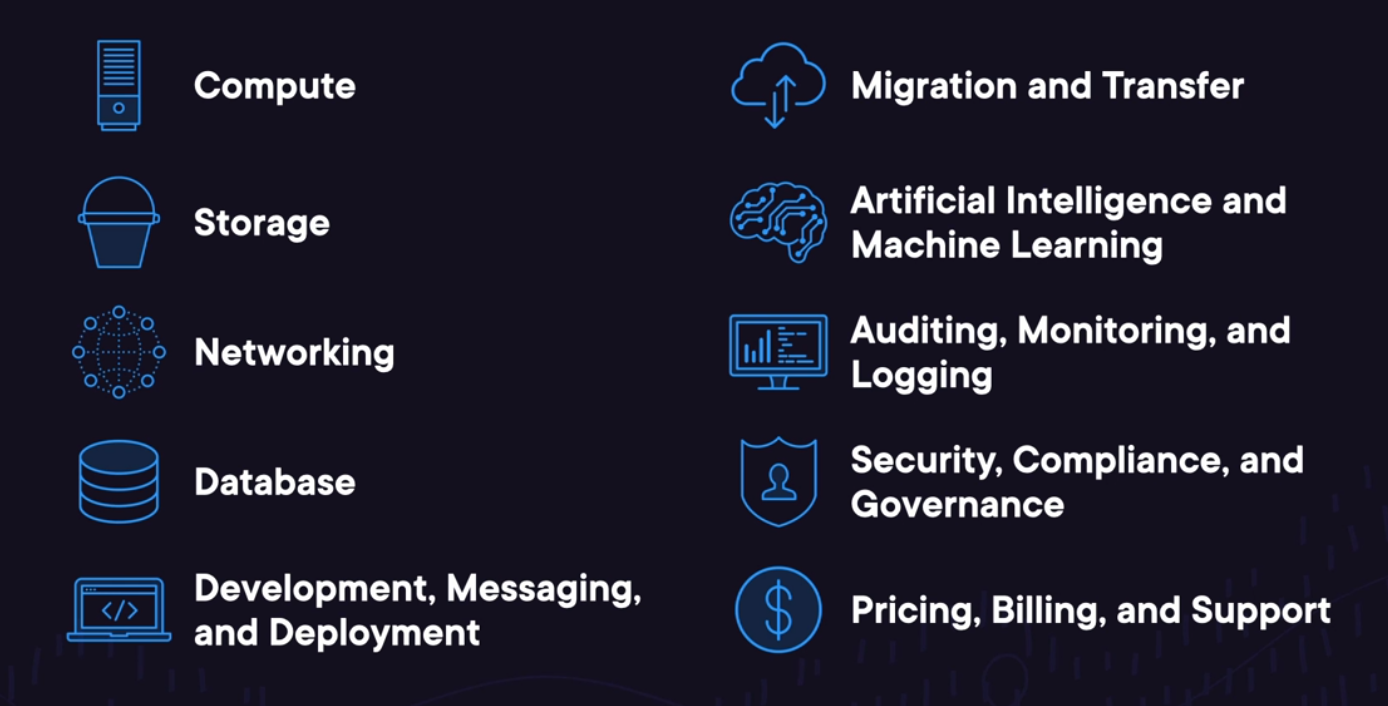 Compute
Storage
Networking
Database
Development, Messaging,
and Deployment
Migration and Transfer
Artificial Intelligence and
Machine Learning
Auditing, Monitoring, and
Logging
Security, Compliance, and
Governance
Pricing, Billing, and Support